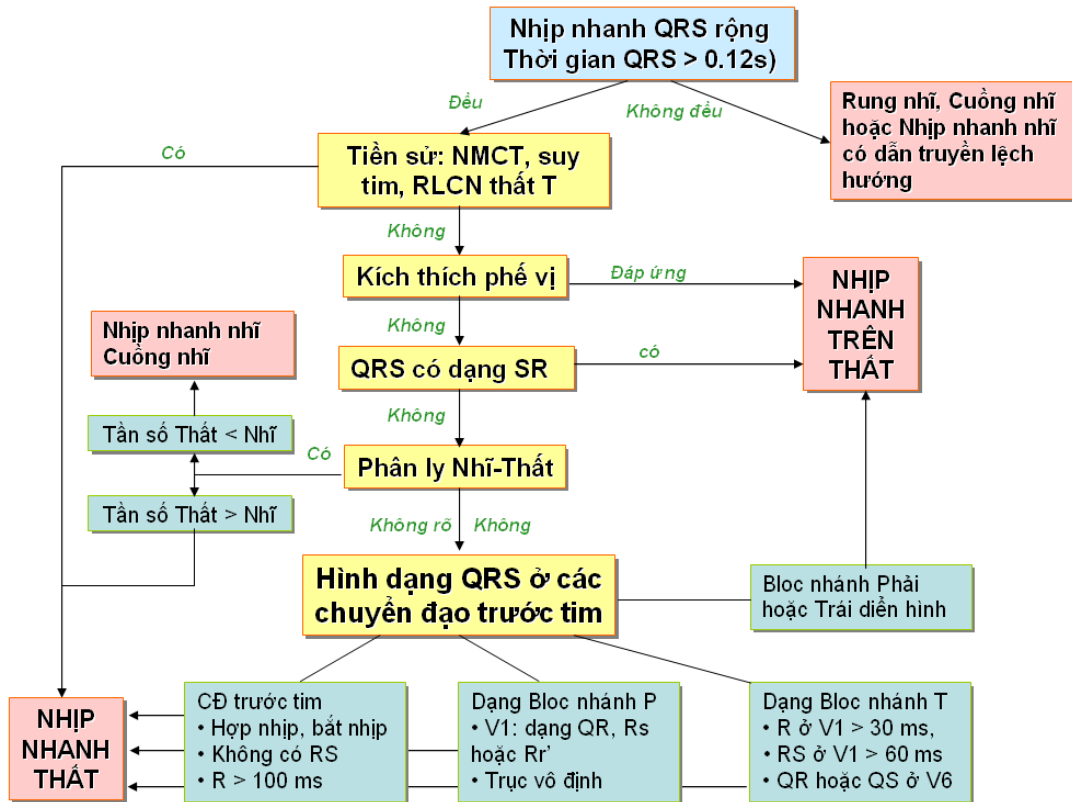 Nhịp nhanh QRS rộng
Thời gian QRS > 0.12s)
Đều
Không đều
Rung nhĩ, Cuồng nhĩ
hoặc Nhịp nhanh nhĩ
có dẫn truyền lệch
hướng
Có
Tiền sử: NMCT, suy
tim, RLCN thất T
Không
Kích thích phế vị
Đáp ứng
NHỊP
NHANH
TRÊN
THẤT
Không
Nhịp nhanh nhĩ
Cuồng nhĩ
QRS có dạng SR
có
Không
Tần số Thất < Nhĩ
Có
Phân ly Nhĩ-Thất
Tần số Thất > Nhĩ
Không rõ
Không
Hình dạng QRS ở các
chuyển đạo trước tim
Bloc nhánh Phải
hoặc Trái diển hình
NHỊP
NHANH
THẤT
CĐ trước tim
• Hợp nhịp, bắt nhịp
• Không có RS
• R > 100 ms
Dạng Bloc nhánh P
• V1: dạng QR, Rs
hoặc Rr’
• Trục vô định
Dạng Bloc nhánh T
• R ở V1 > 30 ms,
• RS ở V1 > 60 ms
• QR hoặc QS ở V6